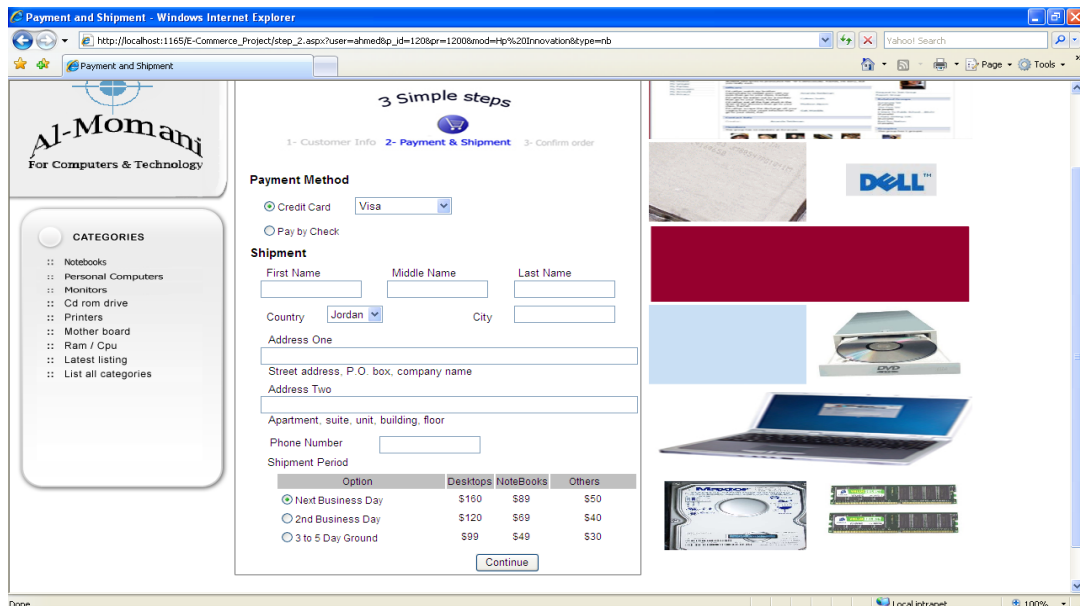 Payment and Shipment - Windows Internet Explorer
http://localhost:1165/E-Commerce_Project/step_2.aspx?user=ahmed&p_id=120&pr=1200&mod=Hp%20Innovation&type=nb
Yahoo! Search
Payment and Shipment
Page
Tools
Al-Momani
For Computers & Technology
CATEGORIES
:: Notebooks
:: Personal Computers
:: Monitors
:: Cd rom drive
:: Printers
:: Mother board
:: Ram / Cpu
:: Latest listing
:: List all categories
3 Simple steps
1- Customer Info 2- Payment & Shipment 3- Confirm order
Payment Method
Credit Card Visa
Pay by Check
Shipment
First Name Middle Name Last Name
Country Jordan City
Address One
Street address, P.O. box, company name
Address Two
Apartment, suite, unit, building, floor
Phone Number
Shipment Period
Option Desktops NoteBooks Others
Next Business Day $160 $89 $50
2nd Business Day $120 $69 $40
3 to 5 Day Ground $99 $49 $30
Continue
DELL™
DVD
Maxtor
Done
Local intranet
100%